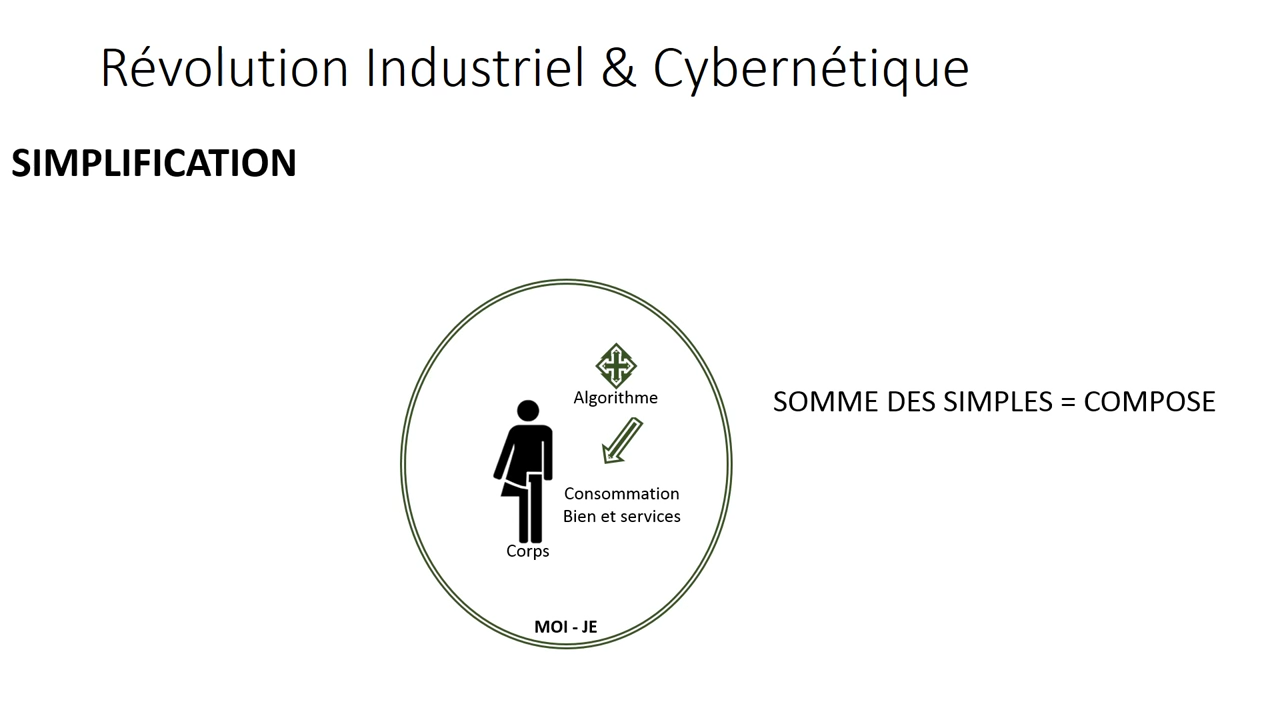 Révolution Industriel & Cybernétique
SIMPLIFICATION
Algorithme
SOMME DES SIMPLES = COMPOSE
Consommation
Bien et services
Corps
MOI - JE